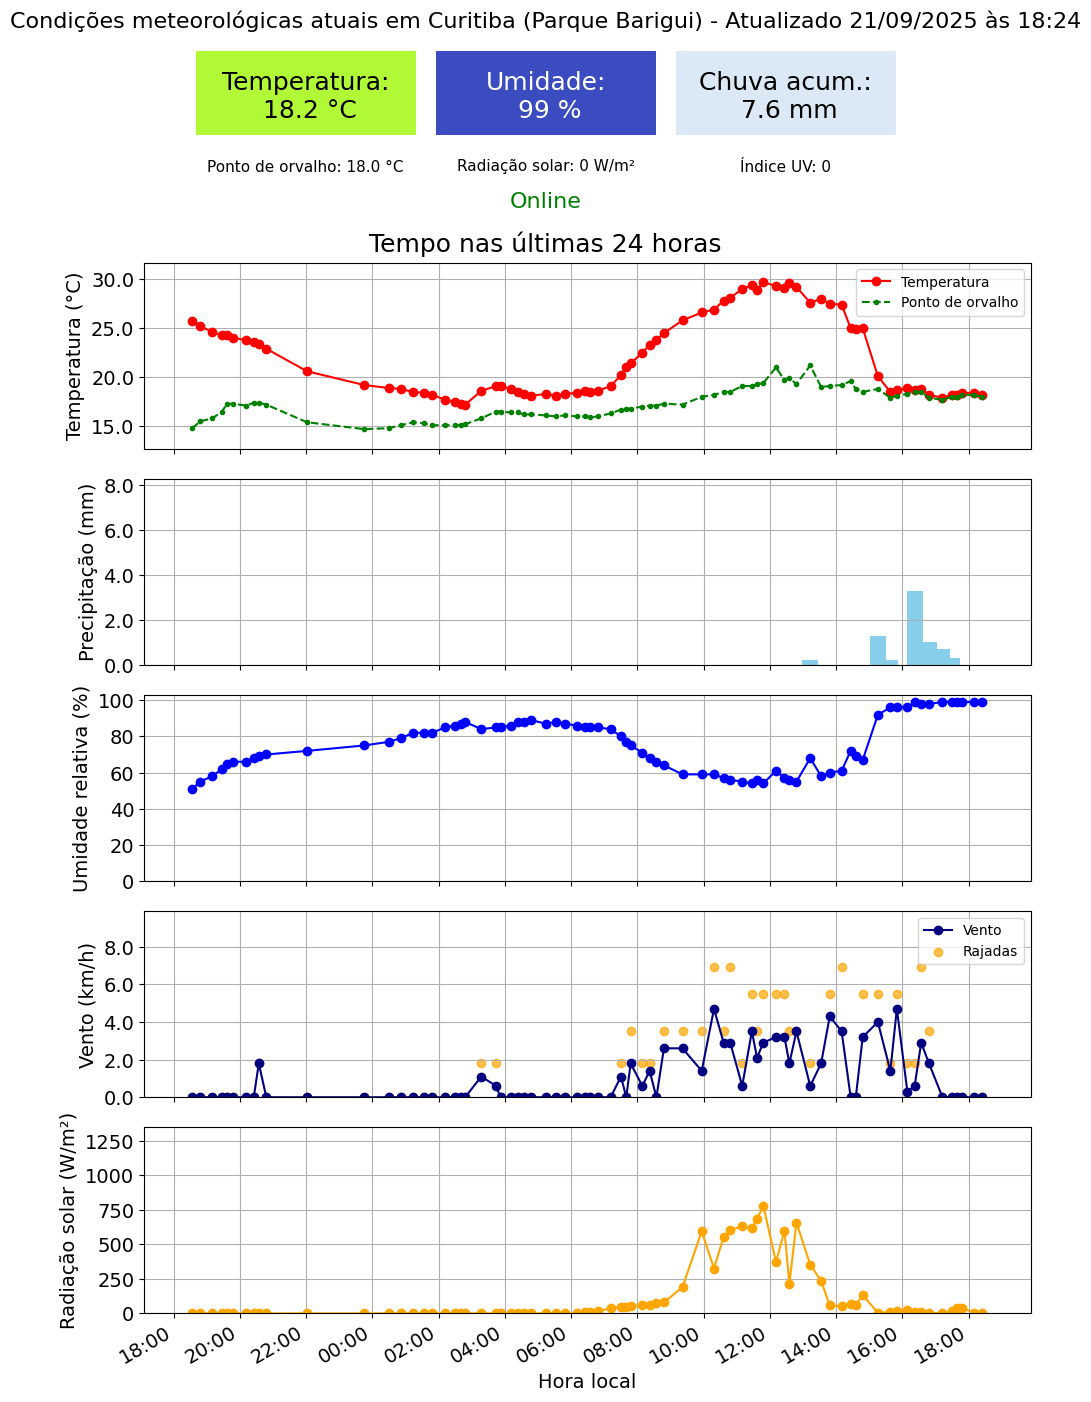 Condições meteorológicas atuais em Curitiba (Parque Barigui) - Atualizado 21/09/2025 às 18:24
Temperatura:
18.2 °C
Umidade:
99 %
Chuva acum.:
7.6 mm
Ponto de orvalho: 18.0 °C
Radiação solar: 0 W/m²
Índice UV: 0
Online
Tempo nas últimas 24 horas
Temperatura (°C)
30.0
25.0
20.0
15.0
Temperatura
Ponto de orvalho
Precipitação (mm)
8.0
6.0
4.0
2.0
0.0
Umidade relativa (%)
100
80
60
40
20
0
Vento (km/h)
8.0
6.0
4.0
2.0
0.0
Vento
Rajadas
Radiação solar (W/m²)
1250
1000
750
500
250
0
18:00
20:00
22:00
00:00
02:00
04:00
06:00
08:00
10:00
12:00
14:00
16:00
18:00
Hora local